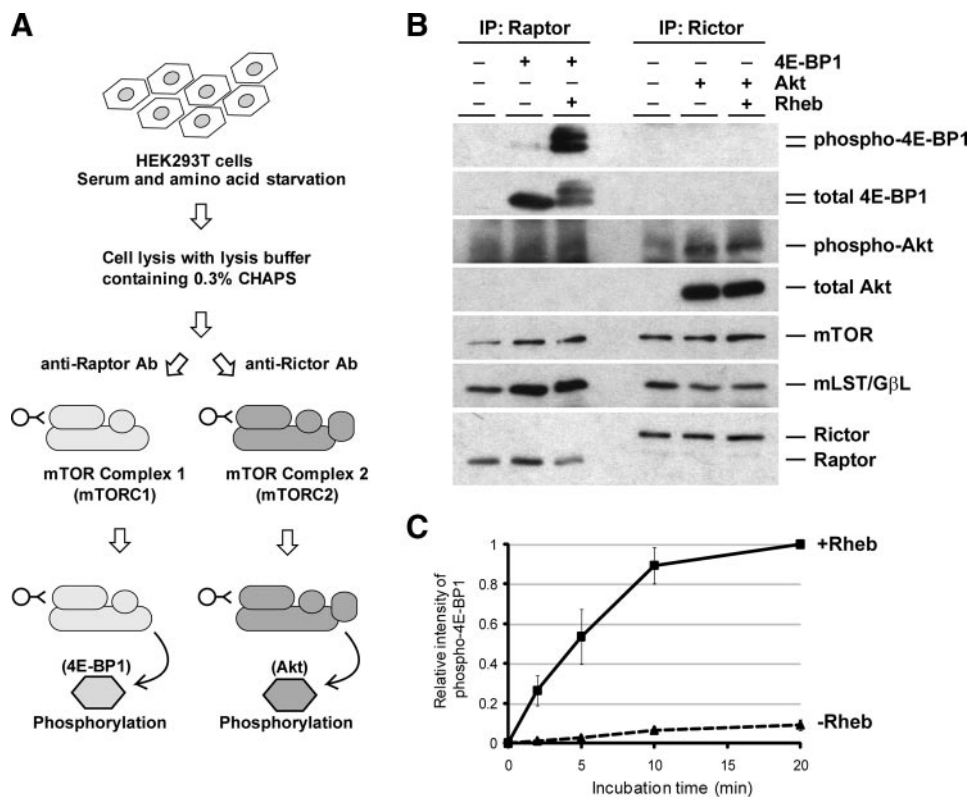 A
HEK293T cells
Serum and amino acid starvation
Cell lysis with lysis buffer
containing 0.3% CHAPS
anti-Raptor Ab
anti-Rictor Ab
mTOR Complex 1
(mTORC1)
mTOR Complex 2
(mTORC2)
(4E-BP1)
Phosphorylation
(Akt)
Phosphorylation
B
IP: Raptor IP: Rictor
– + + 4E-BP1
– – – – + + Akt
– – + – – + Rheb
phospho-4E-BP1
total 4E-BP1
phospho-Akt
total Akt
mTOR
mLST/GβL
Rictor
Raptor
C
Relative intensity of
phospho-4E-BP1
1
0.8
0.6
0.4
0.2
0
0 5 10 15 20
Incubation time (min)
+Rheb
-Rheb